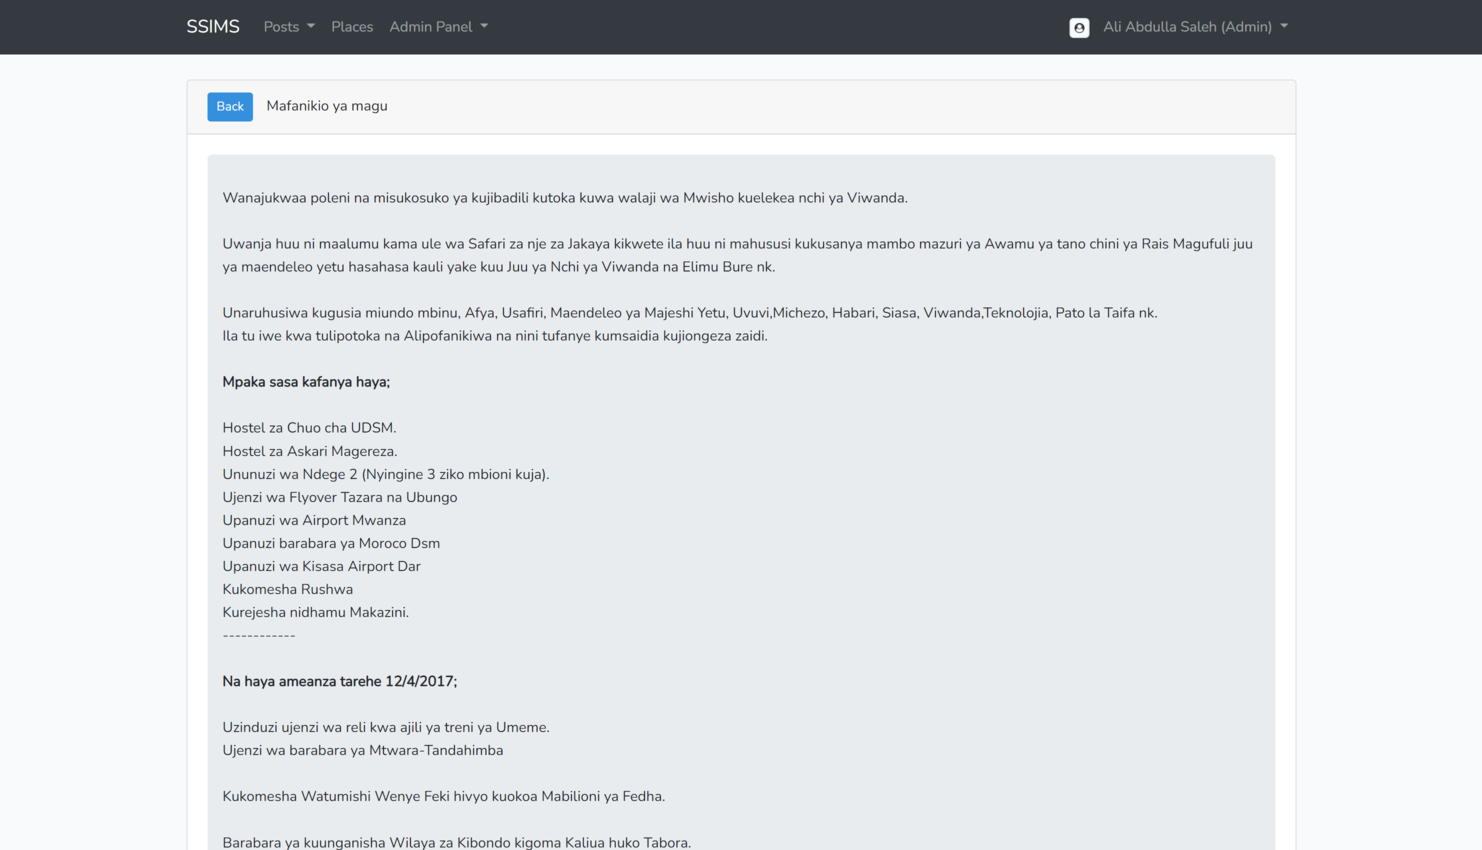 SSIMS Posts Places Admin Panel Ali Abdulla Saleh (Admin)
Back Mafanikio ya magu
Wanajukwaa poleni na misukosuko ya kujibadili kutoka kuwa walaji wa Mwisho kuelekea nchi ya Viwanda.
Uwanja huu ni maalumu kama ule wa Safari za nje za Jakaya kikwete ila huu ni mahususi kukusanya mambo mazuri ya Awamu ya tano chini ya Rais Magufuli juu
ya maendeleo yetu hasahasa kauli yake kuu Juu ya Nchi ya Viwanda na Elimu Bure nk.
Unaruhusiwa kugusia miundo mbinu, Afya, Usafiri, Maendeleo ya Majeshi Yetu, Uvuvi,Michezo, Habari, Siasa, Viwanda,Teknolojia, Pato la Taifa nk.
Ila tu iwe kwa tulipotoka na Alipofanikiwa na nini tufanye kumsaidia kujiongeza zaidi.
Mpaka sasa kafanya haya;
Hostel za Chuo cha UDSM.
Hostel za Askari Magereza.
Ununuzi wa Ndege 2 (Nyingine 3 ziko mbioni kuja).
Ujenzi wa Flyover Tazara na Ubungo
Upanuzi wa Airport Mwanza
Upanuzi barabara ya Moroco Dsm
Upanuzi wa Kisasa Airport Dar
Kukomesha Rushwa
Kurejesha nidhamu Makazini.
------------
Na haya ameanza tarehe 12/4/2017;
Uzinduzi ujenzi wa reli kwa ajili ya treni ya Umeme.
Ujenzi wa barabara ya Mtwara-Tandahimba
Kukomesha Watumishi Wenye Feki hivyo kuokoa Mabilioni ya Fedha.
Barabara ya kuunganisha Wilaya za Kibondo kigoma Kaliua huko Tabora.